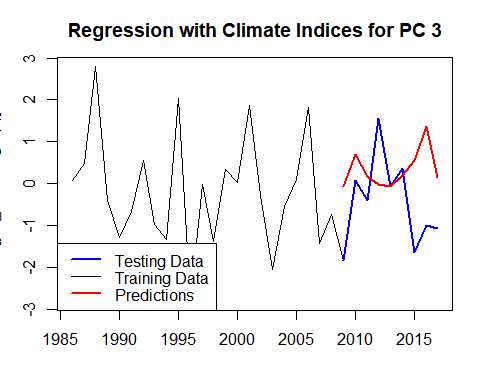 Regression with Climate Indices for PC 3
3
2
1
0
-1
-2
-3
Testing Data
Training Data
Predictions
1985 1990 1995 2000 2005 2010 2015